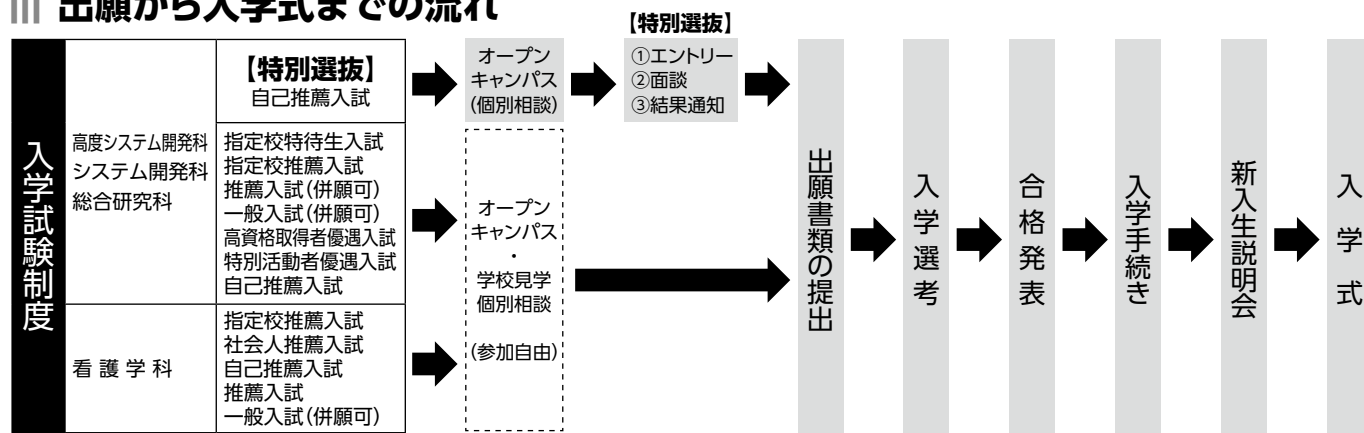 出願から入学式までの流れ
入学試験制度
高度システム開発科
システム開発科
総合研究科
【特別選抜】
自己推薦入試
指定校特待生入試
指定校推薦入試
推薦入試(併願可)
一般入試(併願可)
高資格取得者優遇入試
特別活動者優遇入試
自己推薦入試
看護学科
指定校推薦入試
社会人推薦入試
自己推薦入試
推薦入試
一般入試(併願可)
オープン
キャンパス
(個別相談)
【特別選抜】
①エントリー
②面談
③結果通知
オープン
キャンパス
・
学校見学
個別相談
(参加自由)
出願書類の提出
入学選考
合格発表
入学手続き
新入生説明会
入学式